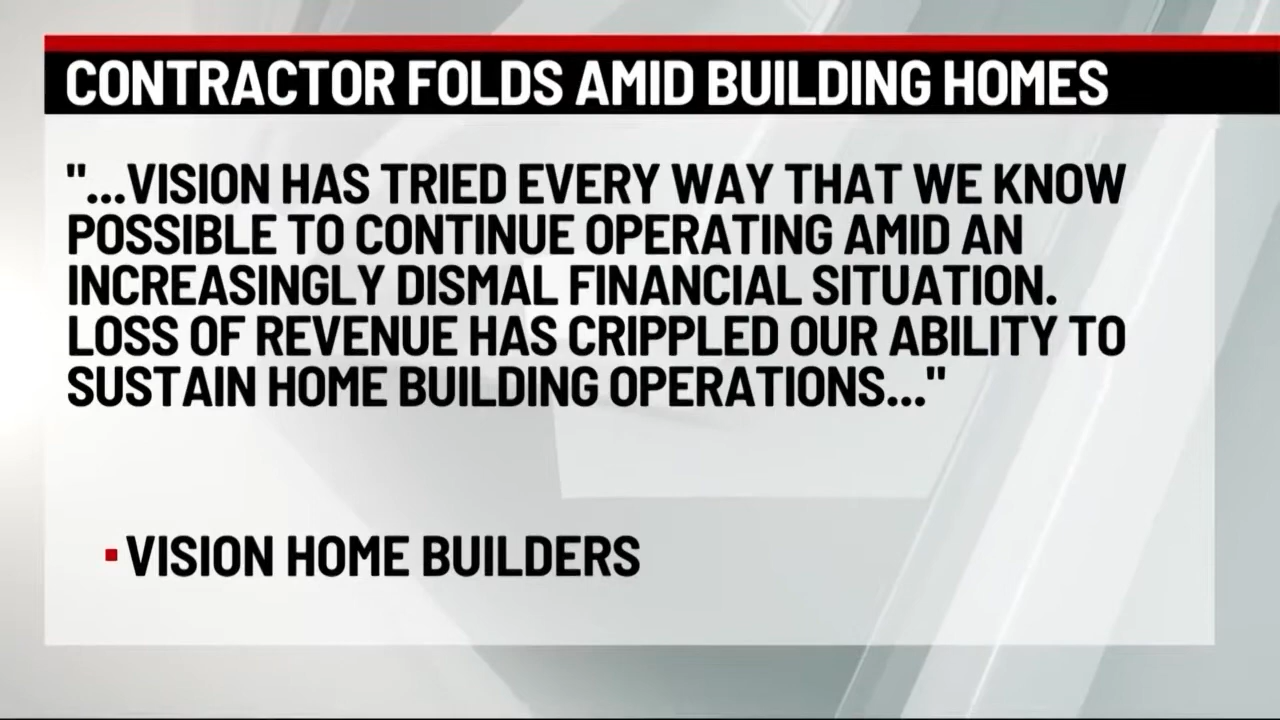 CONTRACTOR FOLDS AMID BUILDING HOMES
"...VISION HAS TRIED EVERY WAY THAT WE KNOW
POSSIBLE TO CONTINUE OPERATING AMID AN
INCREASINGLY DISMAL FINANCIAL SITUATION.
LOSS OF REVENUE HAS CRIPPLED OUR ABILITY TO
SUSTAIN HOME BUILDING OPERATIONS..."
▪ VISION HOME BUILDERS